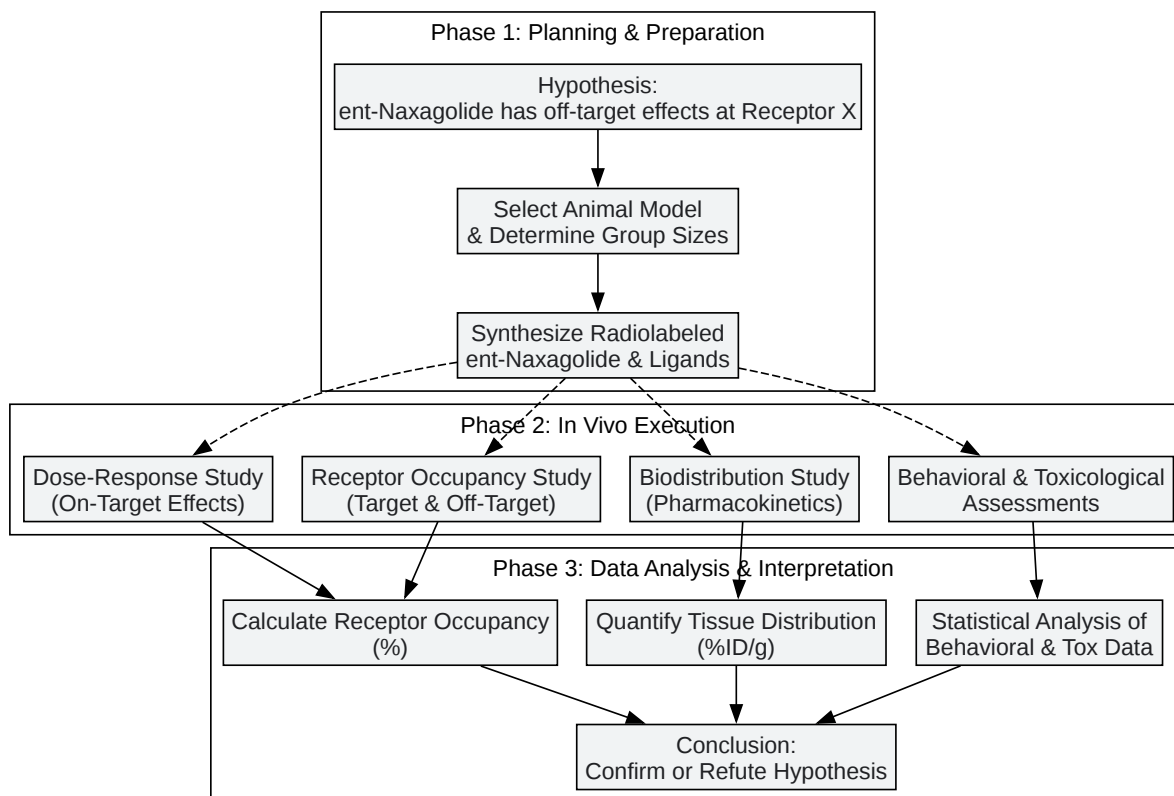 Phase 1: Planning & Preparation
Hypothesis:
ent-Naxagolide has off-target effects at Receptor X
Select Animal Model
& Determine Group Sizes
Synthesize Radiolabeled
ent-Naxagolide & Ligands
Phase 2: In Vivo Execution
Dose-Response Study
(On-Target Effects)
Receptor Occupancy Study
(Target & Off-Target)
Biodistribution Study
(Pharmacokinetics)
Behavioral & Toxicological
Assessments
Phase 3: Data Analysis & Interpretation
Calculate Receptor Occupancy
(%)
Quantify Tissue Distribution
(%ID/g)
Statistical Analysis of
Behavioral & Tox Data
Conclusion:
Confirm or Refute Hypothesis